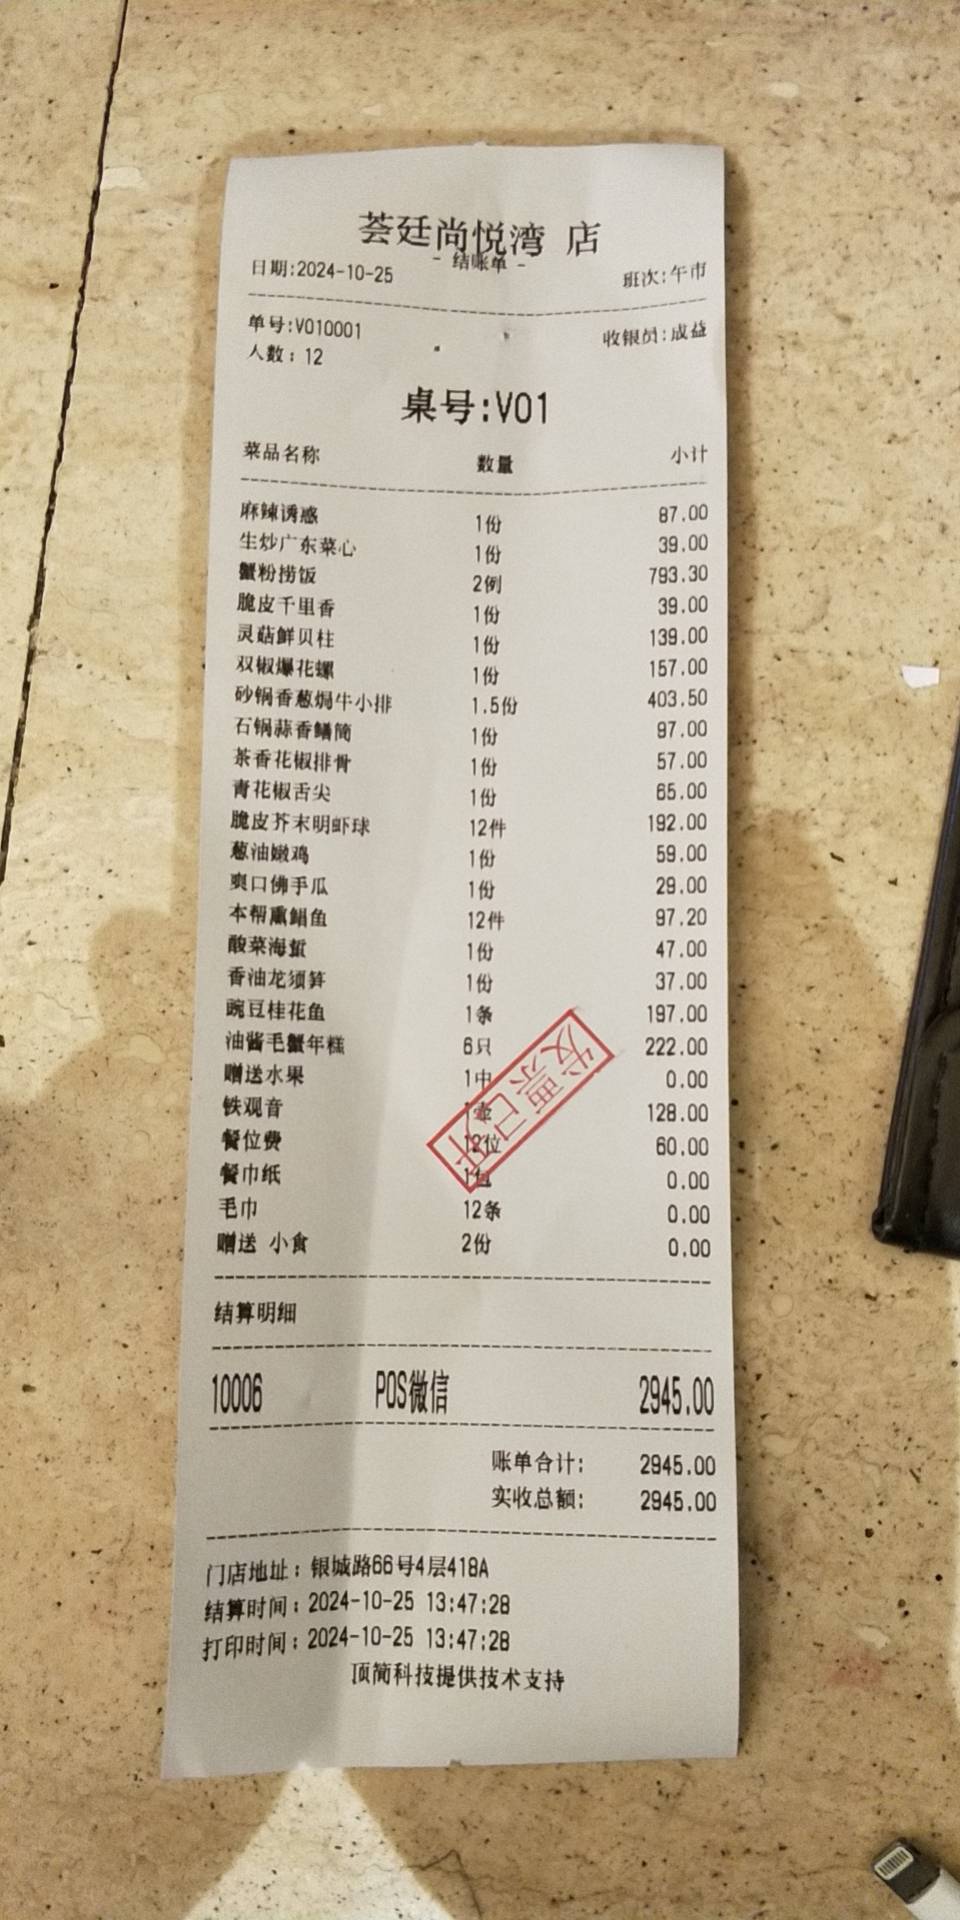 荟廷尚悦湾 店
- 结账单 -
日期:2024-10-25 班次:午市
单号:V010001 收银员:成益
人数: 12
桌号:V01
菜品名称 数量 小计
麻辣诱惑 1份 87.00
生炒广东菜心 1份 39.00
蟹粉捞饭 2例 793.30
脆皮千里香 1份 39.00
灵菇鲜贝柱 1份 139.00
双椒爆花螺 1份 157.00
砂锅香葱焗牛小排 1.5份 403.50
石锅蒜香鳝筒 1份 97.00
茶香花椒排骨 1份 57.00
青花椒舌尖 1份 65.00
脆皮芥末明虾球 12件 192.00
葱油嫩鸡 1份 59.00
爽口佛手瓜 1份 29.00
本帮熏鲳鱼 12件 97.20
酸菜海蜇 1份 47.00
香油龙须笋 1份 37.00
豌豆桂花鱼 1条 197.00
油酱毛蟹年糕 6只 222.00
赠送水果 1中 0.00
铁观音 1壶 128.00
餐位费 12位 60.00
餐巾纸 1包 0.00
毛巾 12条 0.00
赠送 小食 2份 0.00
发票已开
结算明细
10006 POS微信 2945.00
账单合计: 2945.00
实收总额: 2945.00
门店地址: 银城路66号4层418A
结算时间: 2024-10-25 13:47:28
打印时间: 2024-10-25 13:47:28
顶简科技提供技术支持